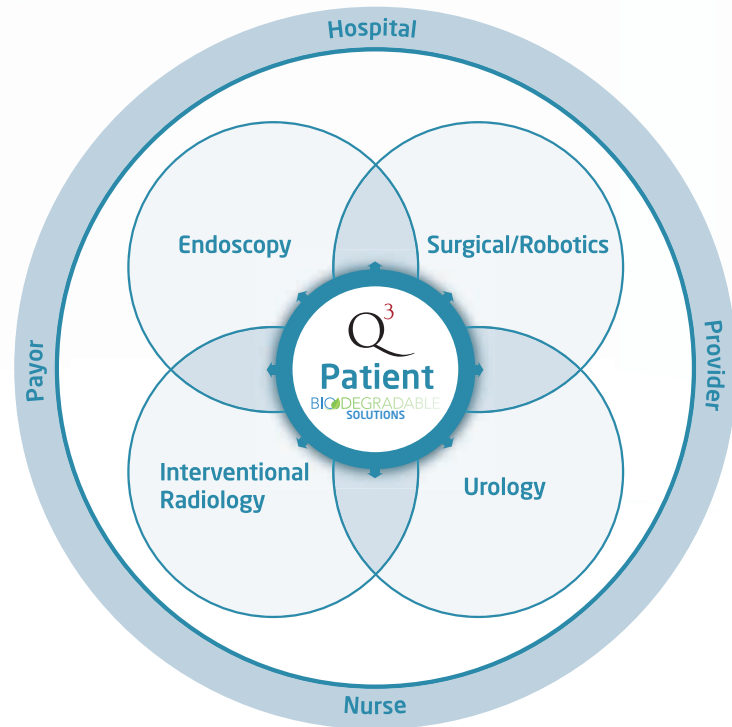 Hospital
Endoscopy
Surgical/Robotics
Payor
Provider
Q3
Patient
BIODEGRADABLE
SOLUTIONS
Interventional
Radiology
Urology
Nurse